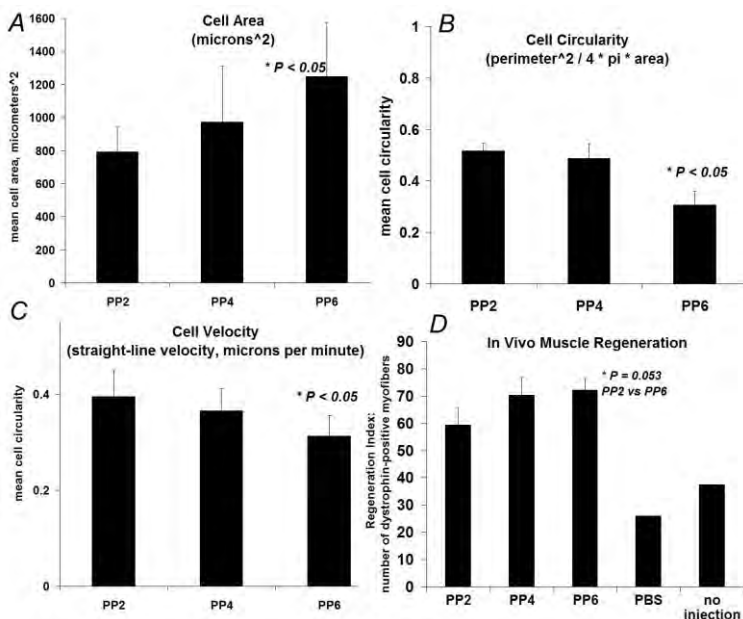 A
Cell Area
(microns^2)
* P < 0.05
mean cell area, micometers^2
1600
1400
1200
1000
800
600
400
200
0
PP2 PP4 PP6
B
Cell Circularity
(perimeter^2 / 4 * pi * area)
* P < 0.05
mean cell circularity
1
0.8
0.6
0.4
0.2
0
PP2 PP4 PP6
C
Cell Velocity
(straight-line velocity, microns per minute)
* P < 0.05
mean cell circularity
0.4
0.2
0
PP2 PP4 PP6
D
In Vivo Muscle Regeneration
* P = 0.053
PP2 vs PP6
Regeneration Index:
number of dystrophin-positive myofibers
90
80
70
60
50
40
30
20
10
0
PP2 PP4 PP6 PBS no
injection